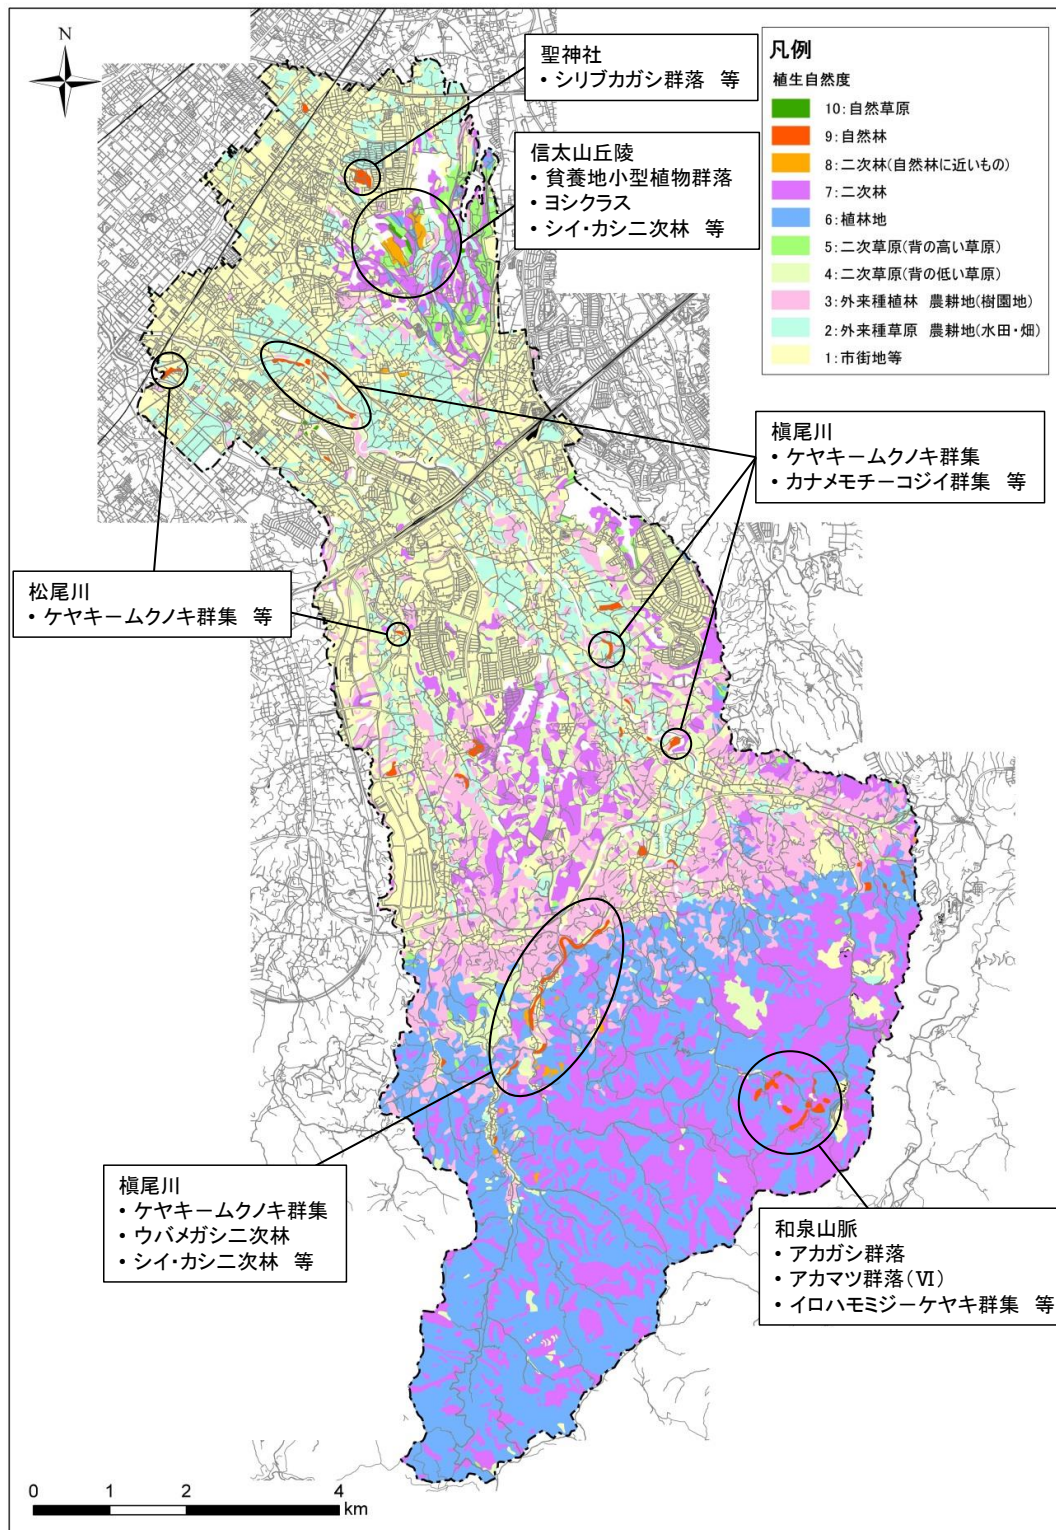 N
聖神社
• シリブカガシ群落 等
信太山丘陵
• 貧養地小型植物群落
• ヨシクラス
• シイ・カシ二次林 等
凡例
植生自然度
10:自然草原
9:自然林
8:二次林(自然林に近いもの)
7:二次林
6:植林地
5:二次草原(背の高い草原)
4:二次草原(背の低い草原)
3:外来種植林 農耕地(樹園地)
2:外来種草原 農耕地(水田・畑)
1:市街地等
槇尾川
• ケヤキームクノキ群集
• カナメモチーコジイ群集 等
松尾川
• ケヤキームクノキ群集 等
槇尾川
• ケヤキームクノキ群集
• ウバメガシ二次林
• シイ・カシ二次林 等
和泉山脈
• アカガシ群落
• アカマツ群落(Ⅵ)
• イロハモミジーケヤキ群集 等
0 1 2 4
km